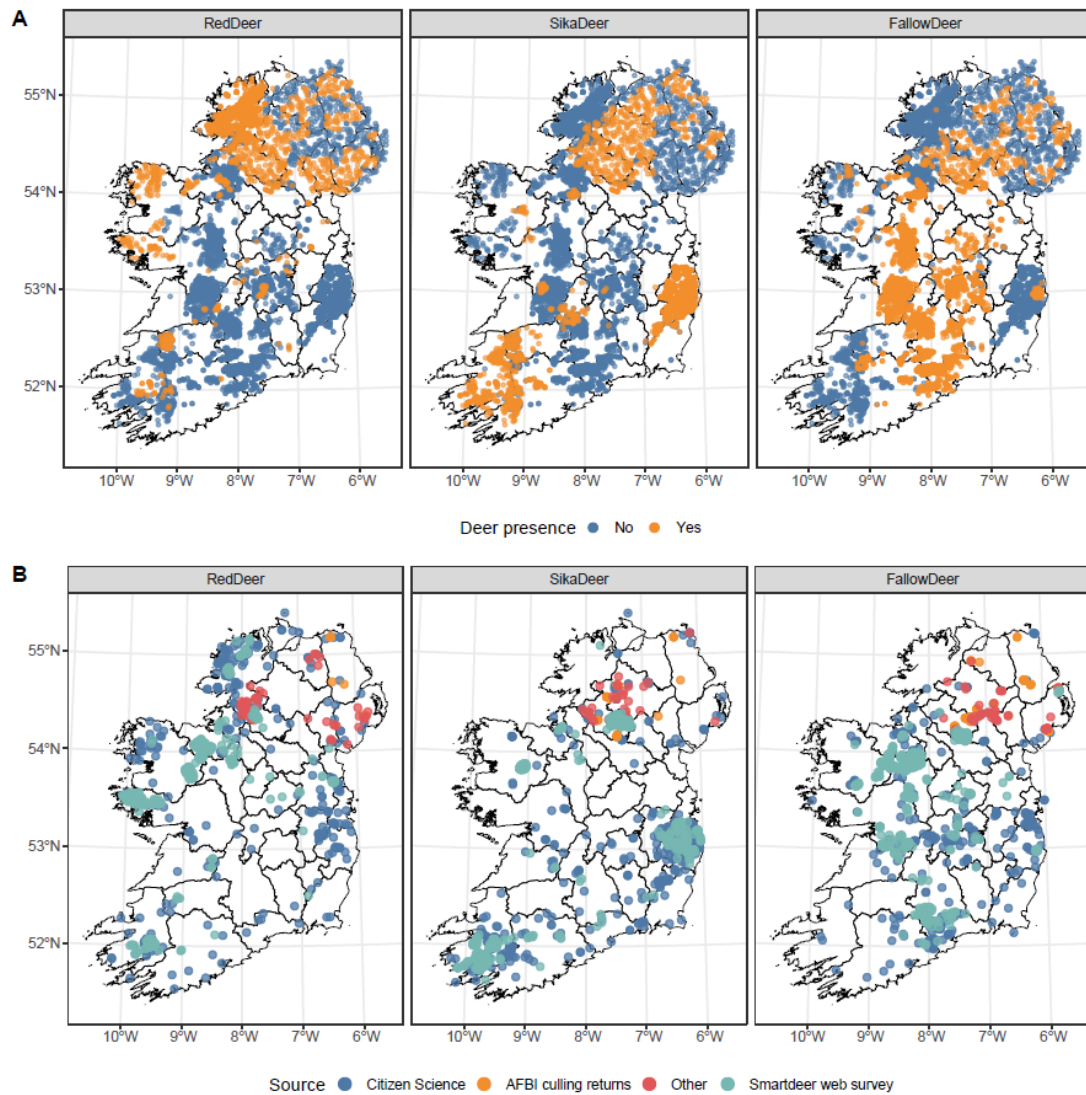 A
RedDeer SikaDeer FallowDeer
55°N
54°N
53°N
52°N
10°W 9°W 8°W 7°W 6°W 10°W 9°W 8°W 7°W 6°W 10°W 9°W 8°W 7°W 6°W
Deer presence No Yes
B
RedDeer SikaDeer FallowDeer
55°N
54°N
53°N
52°N
10°W 9°W 8°W 7°W 6°W 10°W 9°W 8°W 7°W 6°W 10°W 9°W 8°W 7°W 6°W
Source Citizen Science AFBI culling returns Other Smartdeer web survey